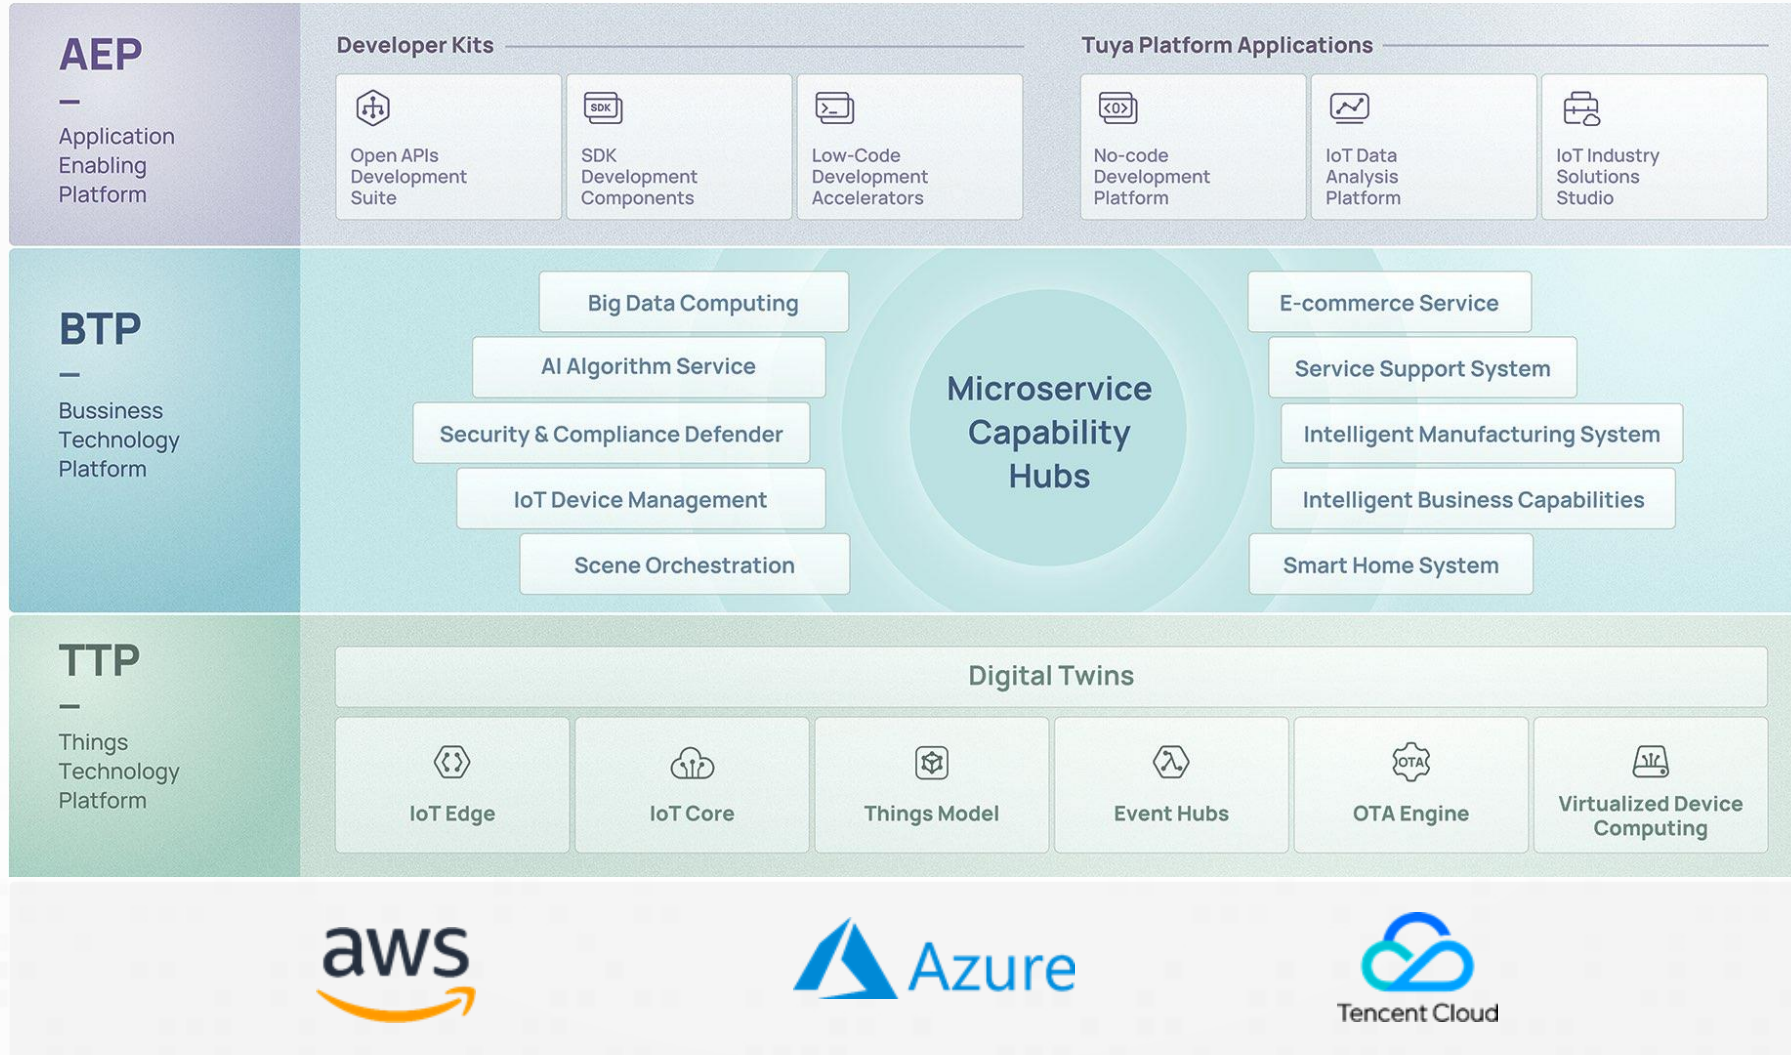 AEP
Application
Enabling
Platform
Developer Kits
Open APIs
Development
Suite
SDK
SDK
Development
Components
Low-Code
Development
Accelerators
Tuya Platform Applications
No-code
Development
Platform
IoT Data
Analysis
Platform
IoT Industry
Solutions
Studio
BTP
Bussiness
Technology
Platform
Big Data Computing
AI Algorithm Service
Security & Compliance Defender
IoT Device Management
Scene Orchestration
Microservice
Capability
Hubs
E-commerce Service
Service Support System
Intelligent Manufacturing System
Intelligent Business Capabilities
Smart Home System
TTP
Things
Technology
Platform
Digital Twins
IoT Edge
IoT Core
Things Model
Event Hubs
OTA
OTA Engine
Virtualized Device
Computing
aws
Azure
Tencent Cloud